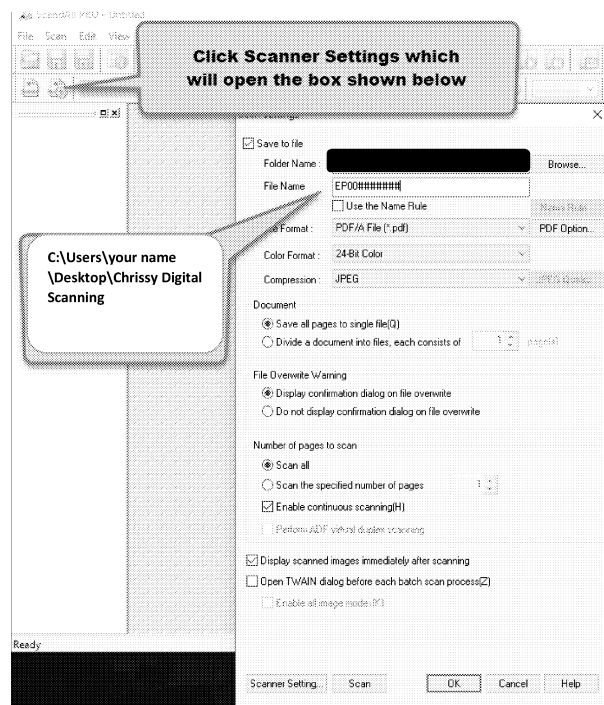 ScandAll PRO - Untitled
File Scan Edit View
Click Scanner Settings which
will open the box shown below
Save to file
Folder Name :
Browse...
File Name
EP00#######
Use the Name Rule
Format :
PDF/A File (*.pdf)
PDF Option...
C:\Users\your name
\Desktop\Chrissy Digital
Scanning
Color Format :
24-Bit Color
Compression :
JPEG
Document
Save all pages to single file(Q)
Divide a document into files, each consists of 1 page(s)
File Overwrite Warning
Display confirmation dialog on file overwrite
Do not display confirmation dialog on file overwrite
Number of pages to scan
Scan all
Scan the specified number of pages 1
Enable continuous scanning(H)
Perform ADF virtual duplex scanning
Display scanned images immediately after scanning
Open TWAIN dialog before each batch scan process(Z)
Enable all image mode
Ready
Scanner Setting... Scan OK Cancel Help